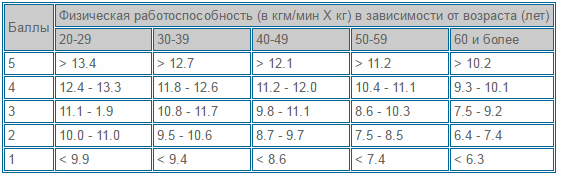 Баллы Физическая работоспособность (в кгм/мин X кг) в зависимости от возраста (лет)
20-29 30-39 40-49 50-59 60 и более
5 > 13.4 > 12.7 > 12.1 > 11.2 > 10.2
4 12.4 - 13.3 11.8 - 12.6 11.2 - 12.0 10.4 - 11.1 9.3 - 10.1
3 11.1 - 1.9 10.8 - 11.7 9.8 - 11.1 8.6 - 10.3 7.5 - 9.2
2 10.0 - 11.0 9.5 - 10.6 8.7 - 9.7 7.5 - 8.5 6.4 - 7.4
1 < 9.9 < 9.4 < 8.6 < 7.4 < 6.3